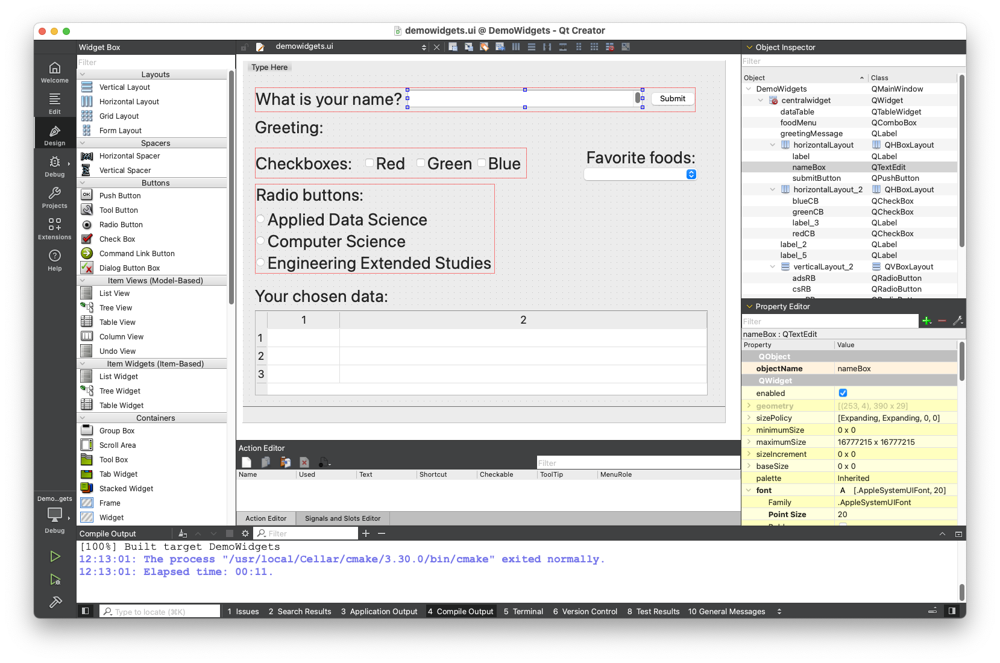 demowidgets.ui @ DemoWidgets - Qt Creator
Widget Box
demowidgets.ui
Object Inspector
Filter
Filter
Welcome
Edit
Design
Debug
Projects
Extensions
Help
Demo...gets
Debug
Layouts
Vertical Layout
Horizontal Layout
Grid Layout
Form Layout
Spacers
Horizontal Spacer
Vertical Spacer
Buttons
OK Push Button
Tool Button
Radio Button
Check Box
Command Link Button
Dialog Button Box
Item Views (Model-Based)
List View
Tree View
Table View
Column View
Undo View
Item Widgets (Item-Based)
List Widget
Tree Widget
Table Widget
Containers
Group Box
Scroll Area
Tool Box
Tab Widget
Stacked Widget
Frame
Widget
Type Here
What is your name? Submit
Greeting:
Checkboxes: Red Green Blue
Favorite foods:
Radio buttons:
Applied Data Science
Computer Science
Engineering Extended Studies
Your chosen data:
1 2
1
2
3
Action Editor
Filter
Name Used Text Shortcut Checkable ToolTip MenuRole
Action Editor Signals and Slots Editor
Object Class
DemoWidgets QMainWindow
centralwidget QWidget
dataTable QTableWidget
foodMenu QComboBox
greetingMessage QLabel
horizontalLayout QHBoxLayout
label QLabel
nameBox QTextEdit
submitButton QPushButton
horizontalLayout_2 QHBoxLayout
blueCB QCheckBox
greenCB QCheckBox
label_3 QLabel
redCB QCheckBox
label_2 QLabel
label_5 QLabel
verticalLayout_2 QVBoxLayout
adsRB QRadioButton
csRB QRadioButton
Property Editor
Filter
nameBox : QTextEdit
Property Value
QObject
objectName nameBox
QWidget
enabled
geometry [(253, 4), 390 x 29]
sizePolicy [Expanding, Expanding, 0, 0]
minimumSize 0 x 0
maximumSize 16777215 x 16777215
sizeIncrement 0 x 0
baseSize 0 x 0
palette Inherited
font A [.AppleSystemUIFont, 20]
Family .AppleSystemUIFont
Point Size 20
Compile Output Filter
[100%] Built target DemoWidgets
12:13:01: The process "/usr/local/Cellar/cmake/3.30.0/bin/cmake" exited normally.
12:13:01: Elapsed time: 00:11.
Type to locate (⌘K) 1 Issues 2 Search Results 3 Application Output 4 Compile Output 5 Terminal 6 Version Control 8 Test Results 10 General Messages